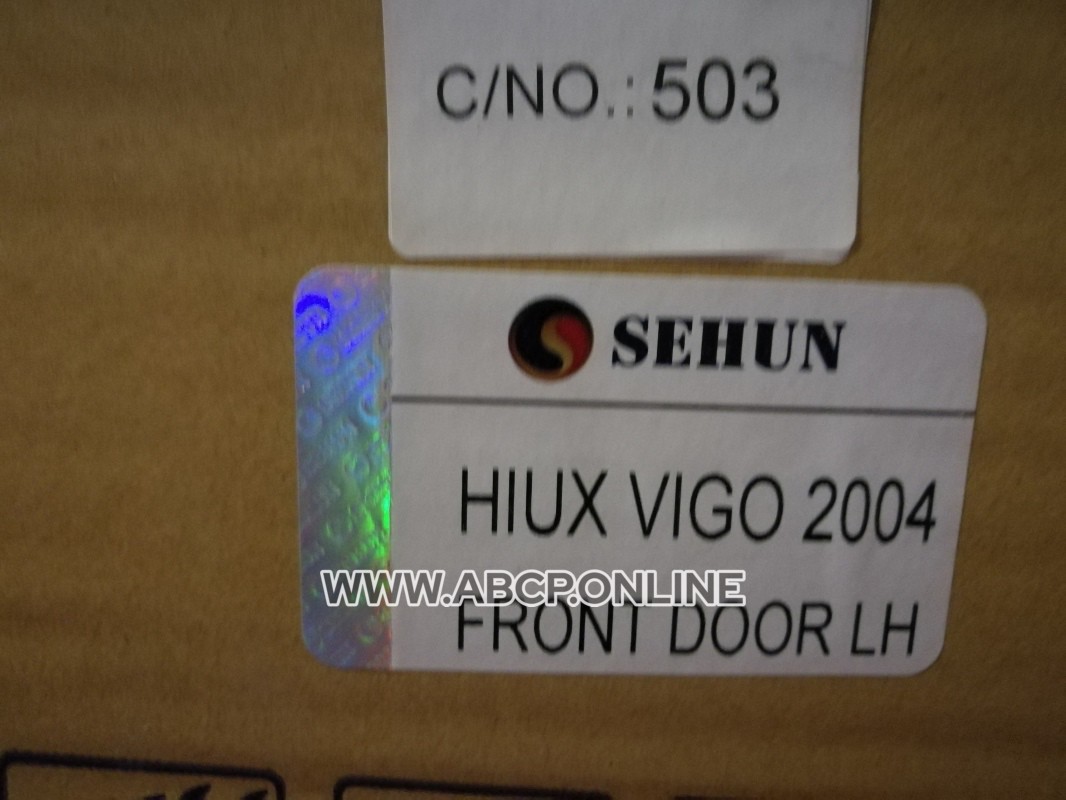 C/NO.: 503
SEHUN
HIUX VIGO 2004
WWW.ABCP.ONLINE
FRONT DOOR LH